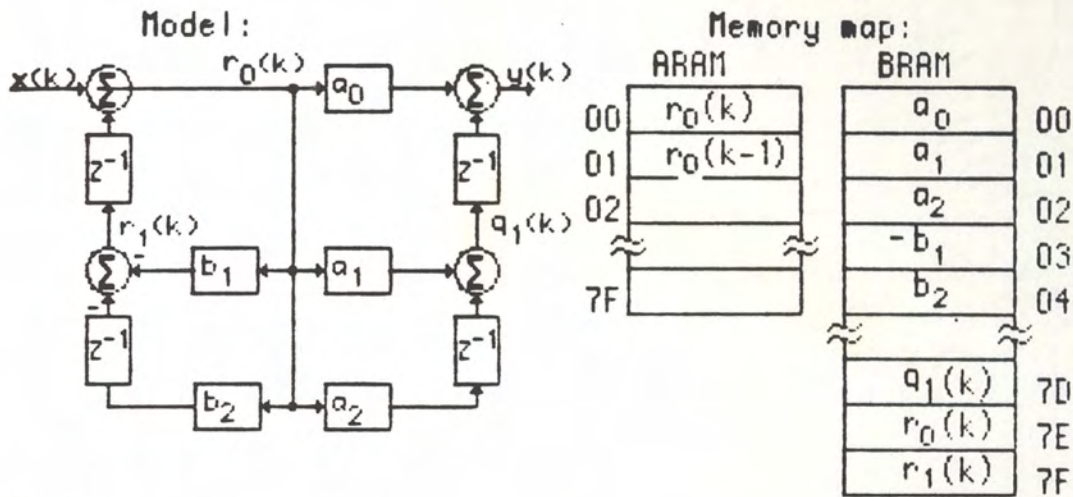 Model:
x(k)
r0(k)
a0
y(k)
Σ
Σ
z-1
z-1
r1(k)
q1(k)
Σ
-
b1
a1
Σ
-
z-1
z-1
b2
a2
Memory map:
ARAM
BRAM
00
r0(k)
a0
00
01
r0(k-1)
a1
01
02
a2
02
-b1
03
7F
b2
04
q1(k)
7D
r0(k)
7E
r1(k)
7F